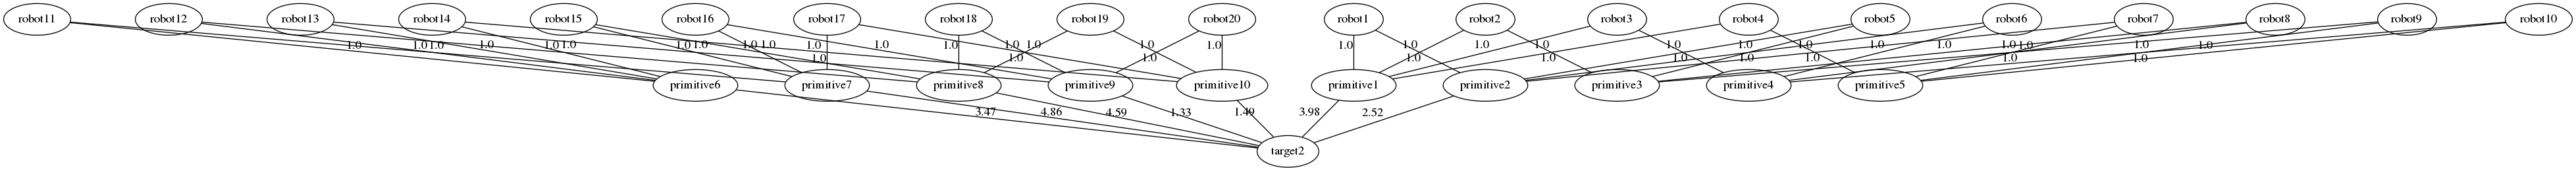 robot11 robot12 robot13 robot14 robot15 robot16 robot17 robot18 robot19 robot20 robot1 robot2 robot3 robot4 robot5 robot6 robot7 robot8 robot9 robot10
1.0 1.0 1.0 1.0 1.0 1.0 1.0 1.0 1.0 1.0 1.0 1.0 1.0 1.0 1.0 1.0 1.0 1.0 1.0 1.0 1.0 1.0 1.0 1.0 1.0 1.0 1.0 1.0 1.0
1.0 1.0 1.0 1.0 1.0 1.0 1.0 1.0 1.0 1.0
primitive6 primitive7 primitive8 primitive9 primitive10 primitive1 primitive2 primitive3 primitive4 primitive5
3.47 4.86 4.59 1.33 1.49 3.98 2.52
target2